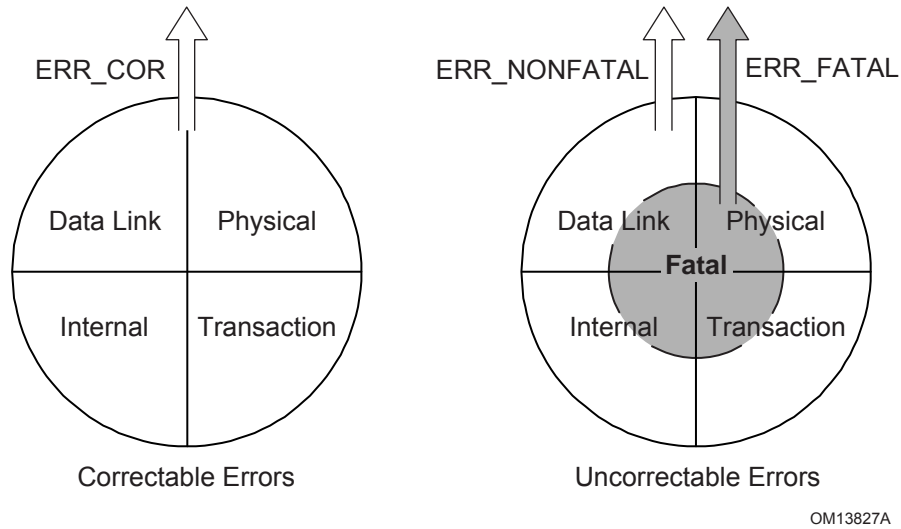 ERR_COR
ERR_NONFATAL
ERR_FATAL
Data Link
Physical
Internal
Transaction
Correctable Errors
Data Link
Physical
Fatal
Internal
Transaction
Uncorrectable Errors
OM13827A